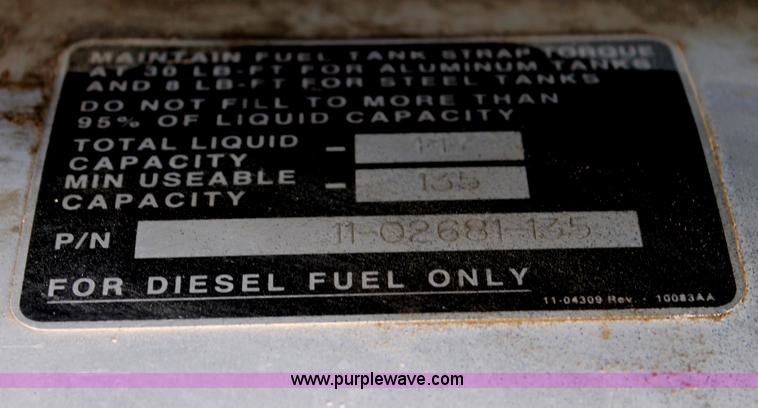 MAINTAIN FUEL TANK STRAP TORQUE
AT 30 LB-FT FOR ALUMINUM TANKS
AND 8 LB-FT FOR STEEL TANKS
DO NOT FILL TO MORE THAN
95% OF LIQUID CAPACITY
TOTAL LIQUID CAPACITY -
MIN USEABLE CAPACITY - 135
P/N 11-02681-135
FOR DIESEL FUEL ONLY
11-04309 Rev. - 10083AA
www.purplewave.com